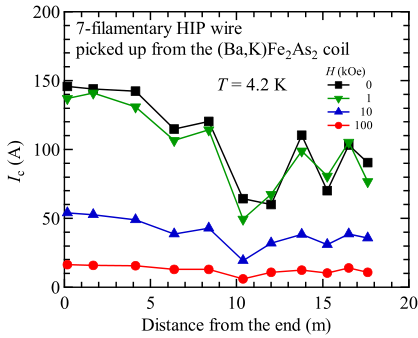 7-filamentary HIP wire
picked up from the (Ba,K)Fe₂As₂ coil
T = 4.2 K
H (kOe)
0
1
10
100
200
150
100
50
0
I_c (A)
0 5 10 15 20
Distance from the end (m)